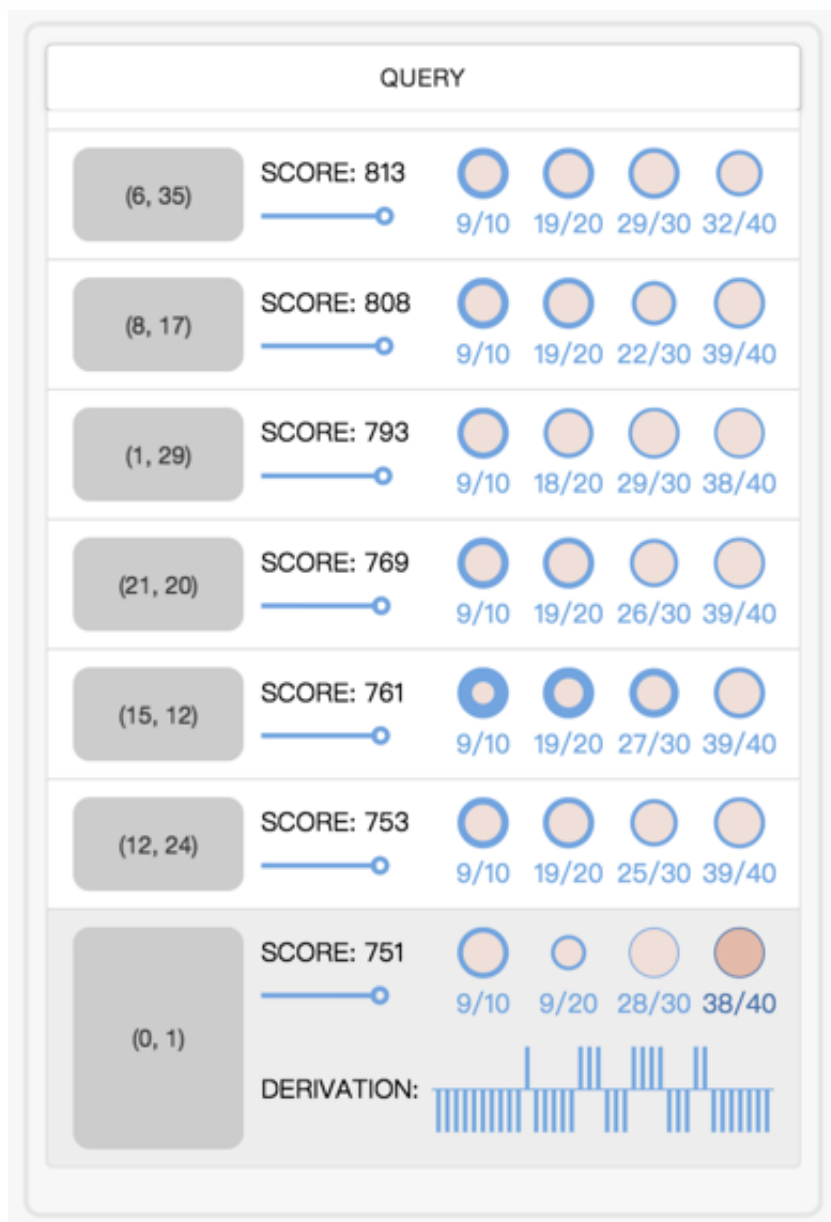 QUERY
(6, 35)
SCORE: 813
9/10 19/20 29/30 32/40
(8, 17)
SCORE: 808
9/10 19/20 22/30 39/40
(1, 29)
SCORE: 793
9/10 18/20 29/30 38/40
(21, 20)
SCORE: 769
9/10 19/20 26/30 39/40
(15, 12)
SCORE: 761
9/10 19/20 27/30 39/40
(12, 24)
SCORE: 753
9/10 19/20 25/30 39/40
(0, 1)
SCORE: 751
9/10 9/20 28/30 38/40
DERIVATION: